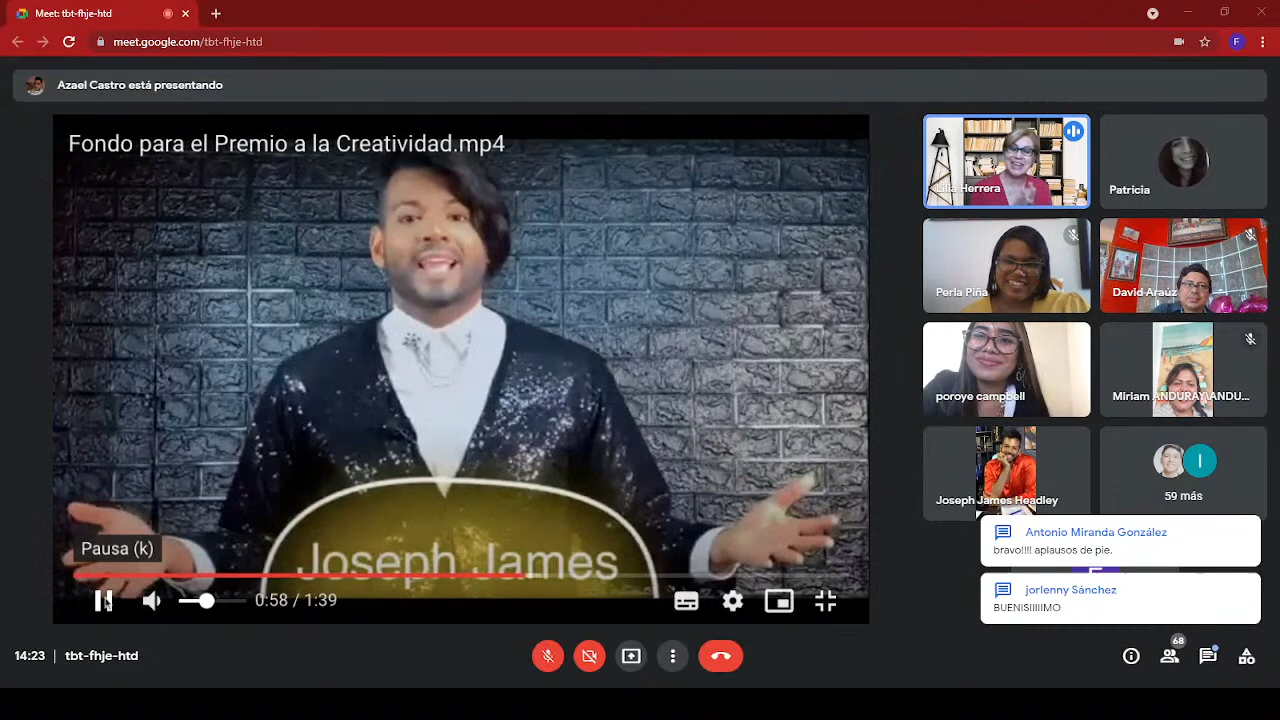 Meet: tbt-fhje-htd
meet.google.com/tbt-fhje-htd
F
Azael Castro está presentando
Fondo para el Premio a la Creatividad.mp4
Lilia Herrera
Patricia
Perla Piña
David Araúz
poroye campbell
Miriam ANDURAY\ANDU...
Joseph James Headley
I
59 más
Joseph James
Pausa (k)
0:58 / 1:39
Antonio Miranda González
bravo!!!! aplausos de pie.
jorlenny Sánchez
BUENISIIIIIMO
14:23 | tbt-fhje-htd
68